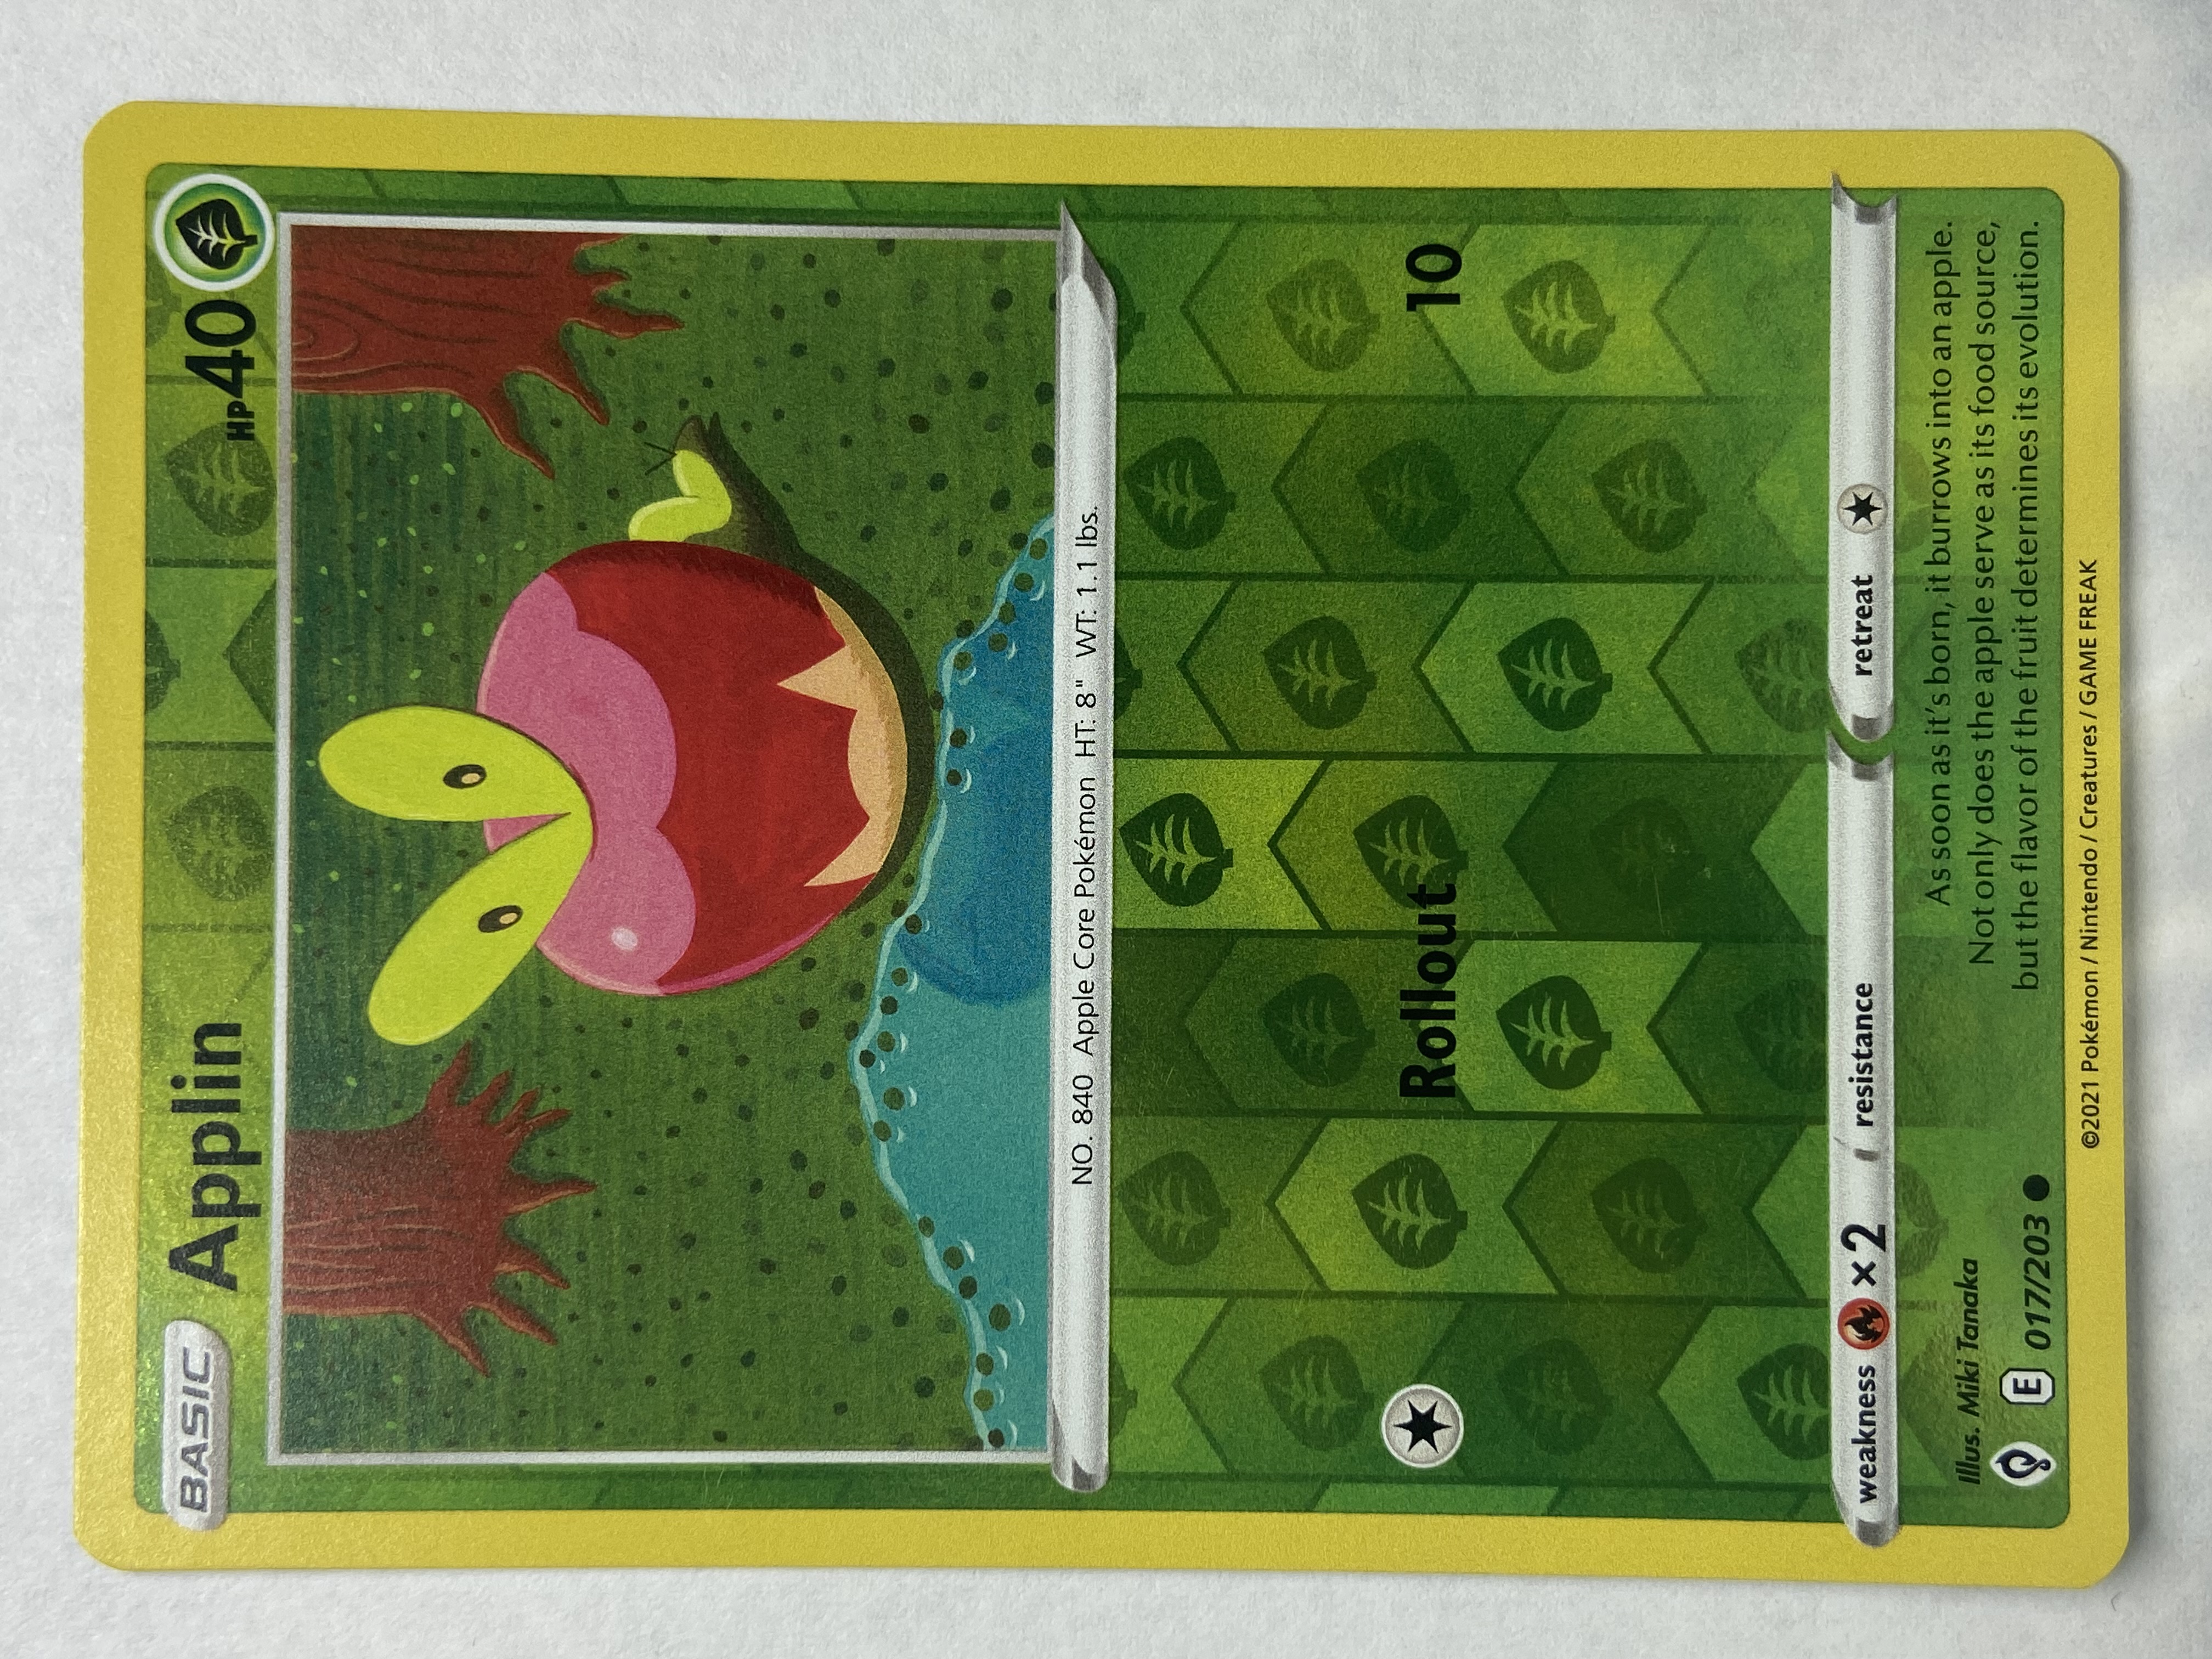 BASIC Applin HP40
NO. 840 Apple Core Pokémon HT: 8" WT: 1.1 lbs.
Rollout 10
weakness ×2 resistance retreat
As soon as it's born, it burrows into an apple.
Not only does the apple serve as its food source,
but the flavor of the fruit determines its evolution.
Illus. Miki Tanaka
E 017/203
©2021 Pokémon / Nintendo / Creatures / GAME FREAK